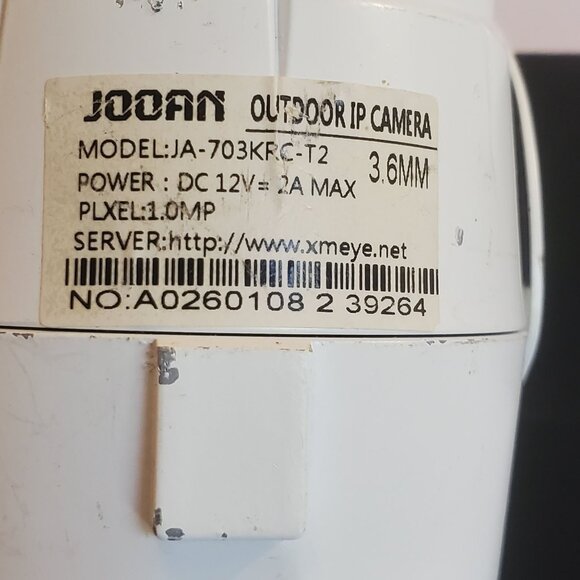 JOOAN OUTDOOR IP CAMERA
MODEL:JA-703KRC-T2 3.6MM
POWER : DC 12V= 2A MAX
PLXEL:1.0MP
SERVER:http://www.xmeye.net
NO:A0260108 2 39264